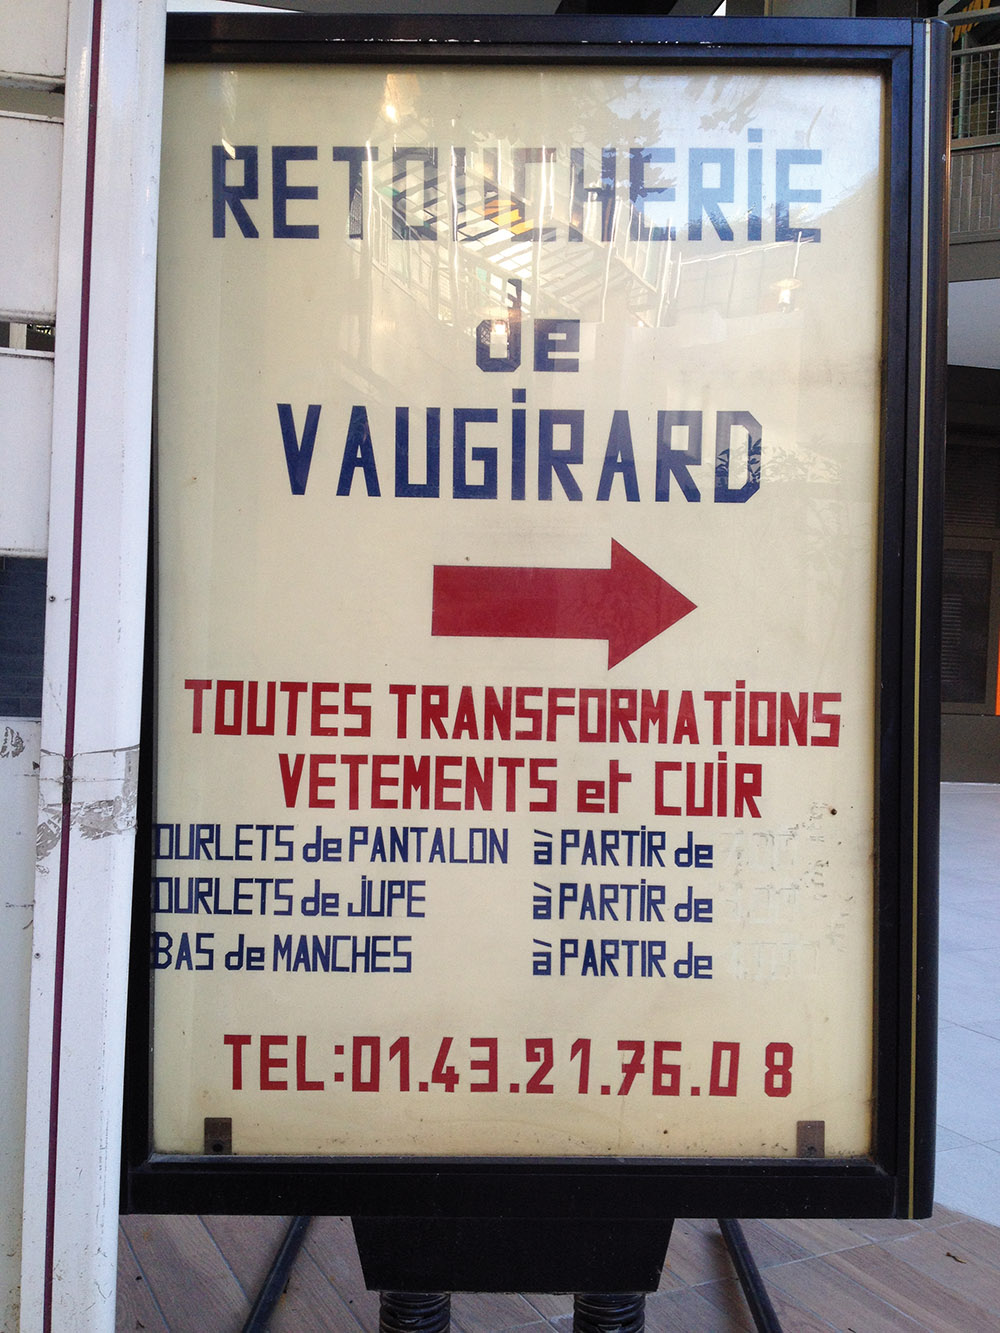 RETOUCHERIE
de
VAUGIRARD
TOUTES TRANSFORMATIONS
VETEMENTS et CUIR
OURLETS de PANTALON à PARTIR de
OURLETS de JUPE à PARTIR de
BAS de MANCHES à PARTIR de
TEL:01.43.21.76.08